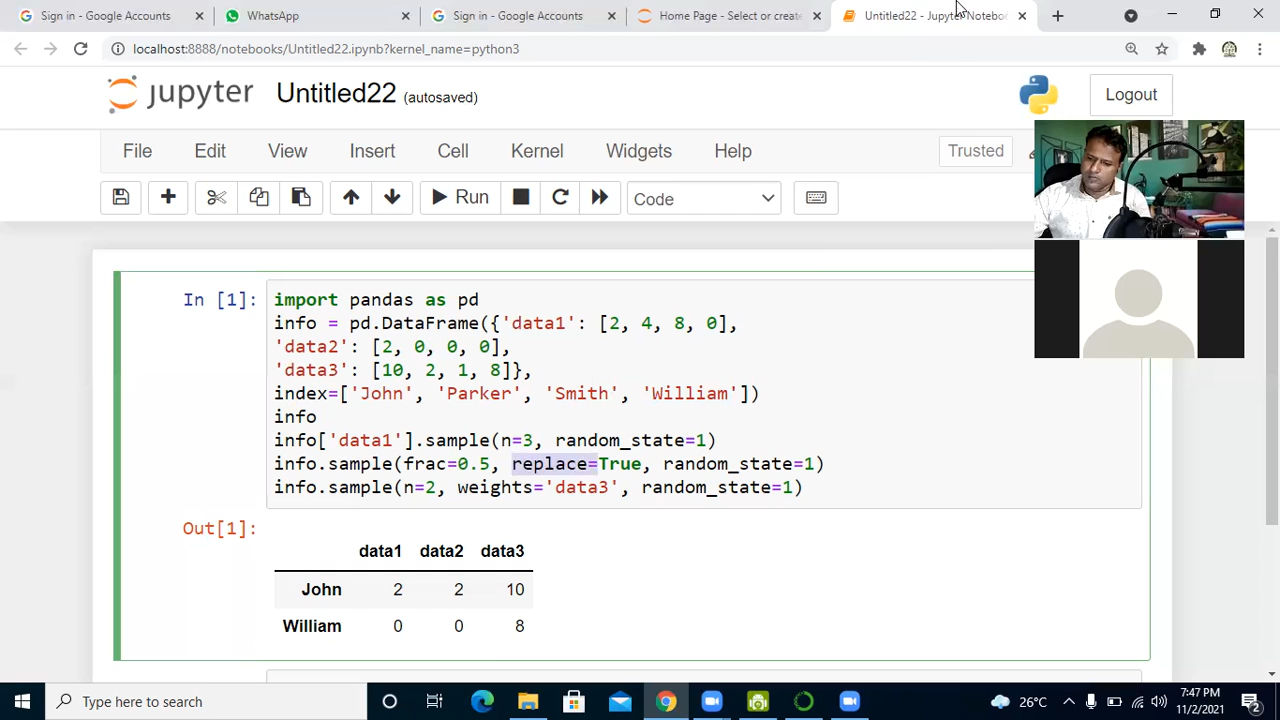 Sign in - Google Accounts
WhatsApp
Sign in - Google Accounts
Home Page - Select or create
Untitled22 - Jupyter Notebo
localhost:8888/notebooks/Untitled22.ipynb?kernel_name=python3
jupyter Untitled22 (autosaved)
Logout
File Edit View Insert Cell Kernel Widgets Help
Trusted
Run
Code
In [1]:
import pandas as pd
info = pd.DataFrame({'data1': [2, 4, 8, 0],
'data2': [2, 0, 0, 0],
'data3': [10, 2, 1, 8]},
index=['John', 'Parker', 'Smith', 'William'])
info
info['data1'].sample(n=3, random_state=1)
info.sample(frac=0.5, replace=True, random_state=1)
info.sample(n=2, weights='data3', random_state=1)
Out[1]:
data1 data2 data3
John 2 2 10
William 0 0 8
Type here to search
26°C
7:47 PM
11/2/2021
2